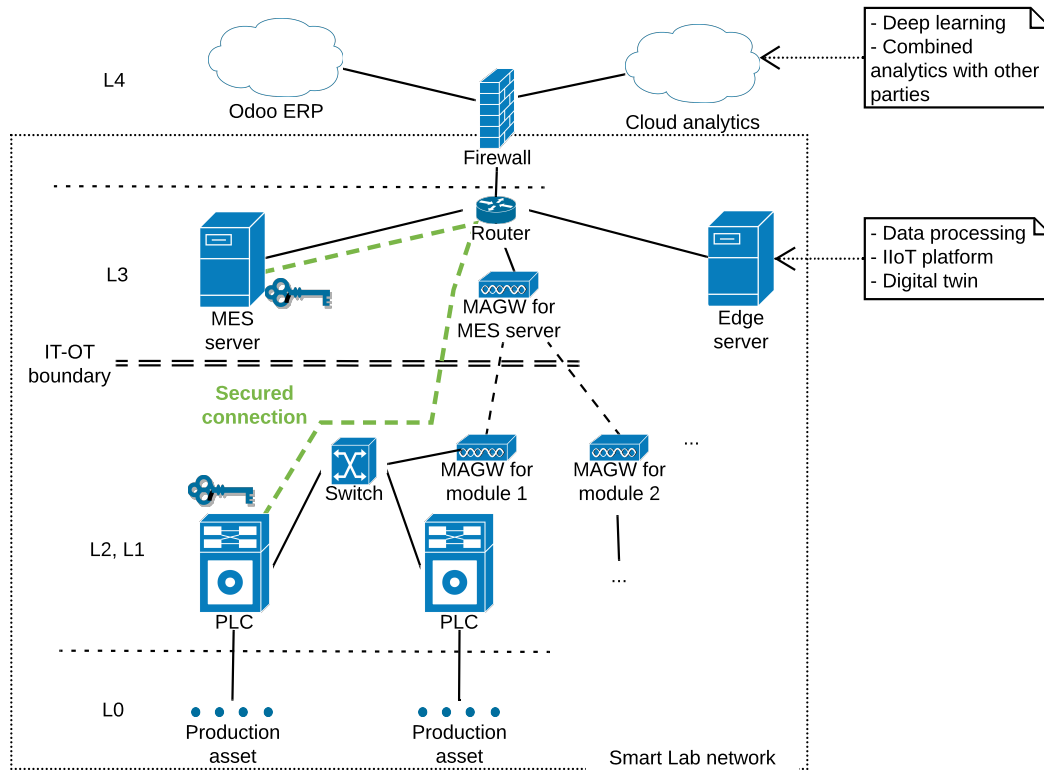 L4
Odoo ERP
Firewall
Cloud analytics
- Deep learning
- Combined
analytics with other
parties
L3
MES
server
Router
MAGW for
MES server
Edge
server
- Data processing
- IIoT platform
- Digital twin
IT-OT
boundary
Secured
connection
Switch
MAGW for
module 1
MAGW for
module 2
...
L2, L1
PLC
PLC
...
L0
Production
asset
Production
asset
Smart Lab network